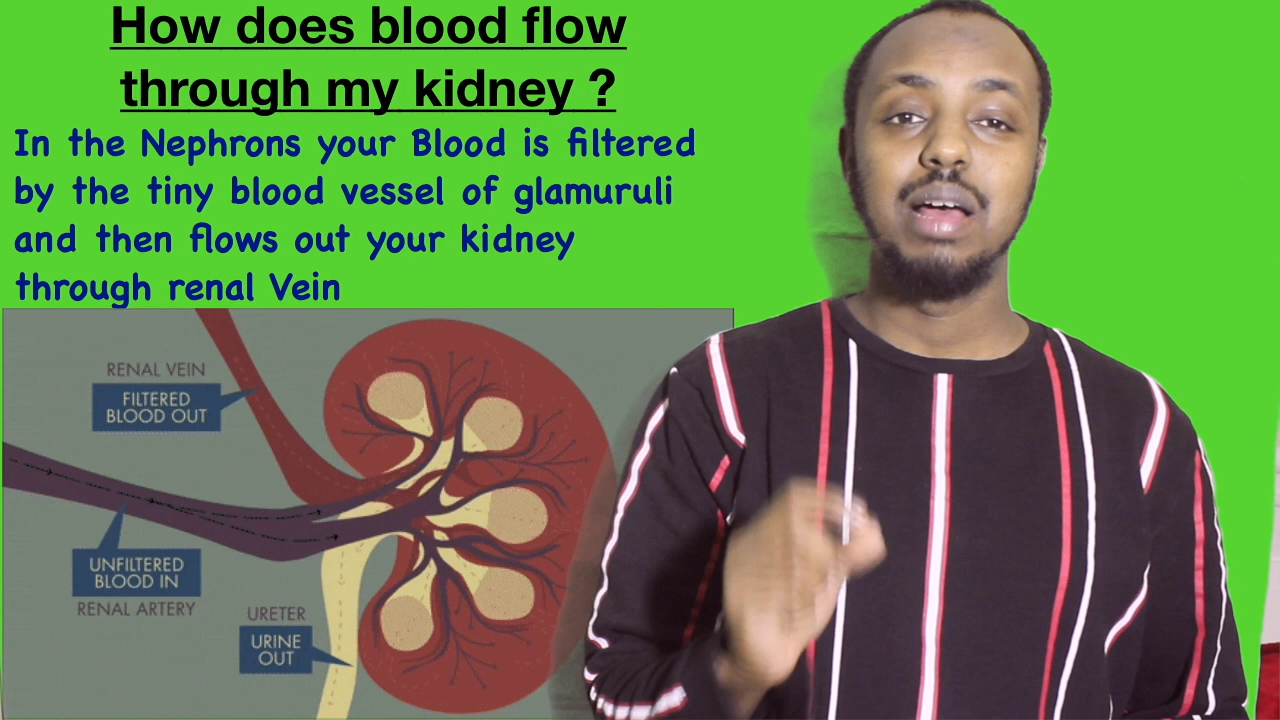 How does blood flow
through my kidney ?
In the Nephrons your Blood is filtered
by the tiny blood vessel of glamuruli
and then flows out your kidney
through renal Vein
RENAL VEIN
FILTERED
BLOOD OUT
UNFILTERED
BLOOD IN
RENAL ARTERY
URETER
URINE
OUT